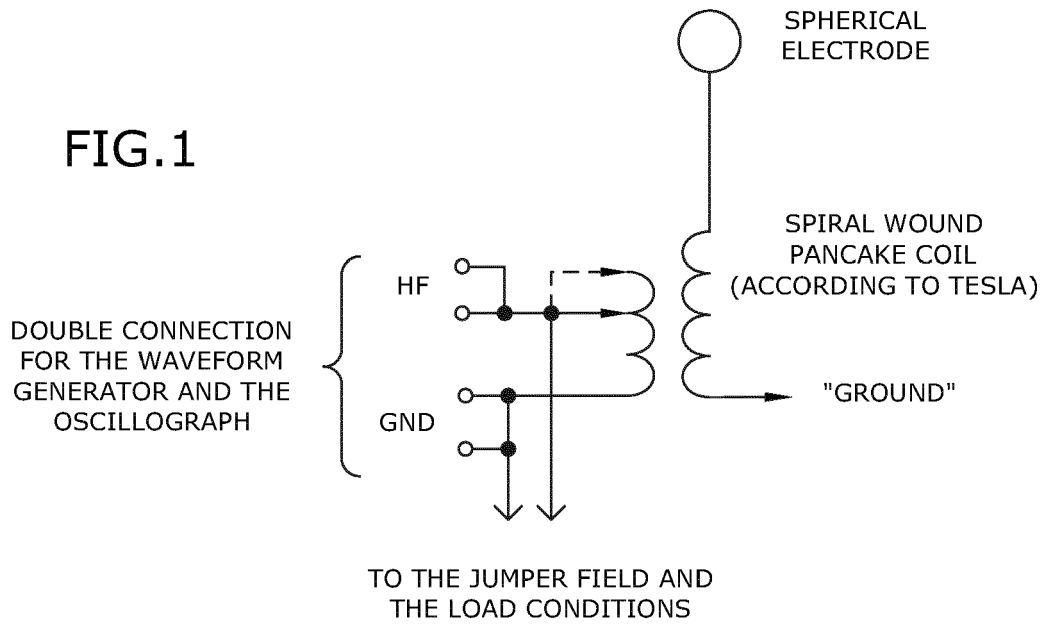 SPHERICAL
ELECTRODE
FIG.1
SPIRAL WOUND
PANCAKE COIL
(ACCORDING TO TESLA)
HF
DOUBLE CONNECTION
FOR THE WAVEFORM
GENERATOR AND THE
OSCILLOGRAPH
GND
"GROUND"
TO THE JUMPER FIELD AND
THE LOAD CONDITIONS